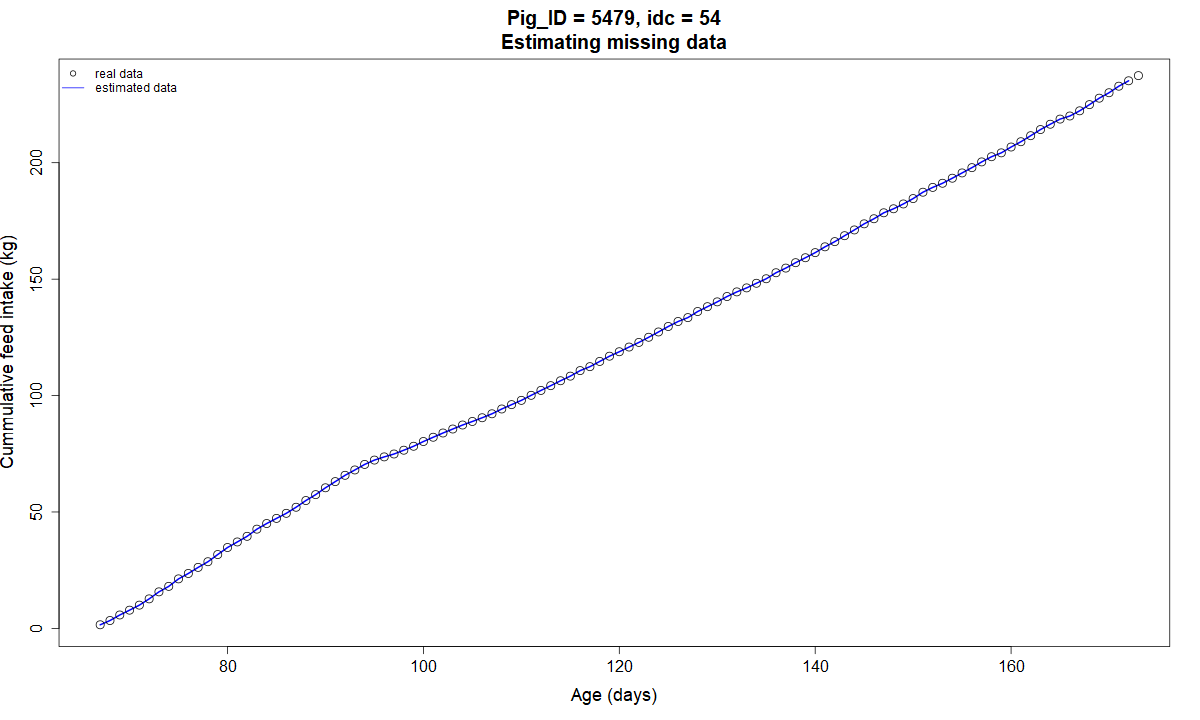 Pig_ID = 5479, idc = 54
Estimating missing data
real data
estimated data
Cummulative feed intake (kg)
200
150
100
50
0
80 100 120 140 160
Age (days)